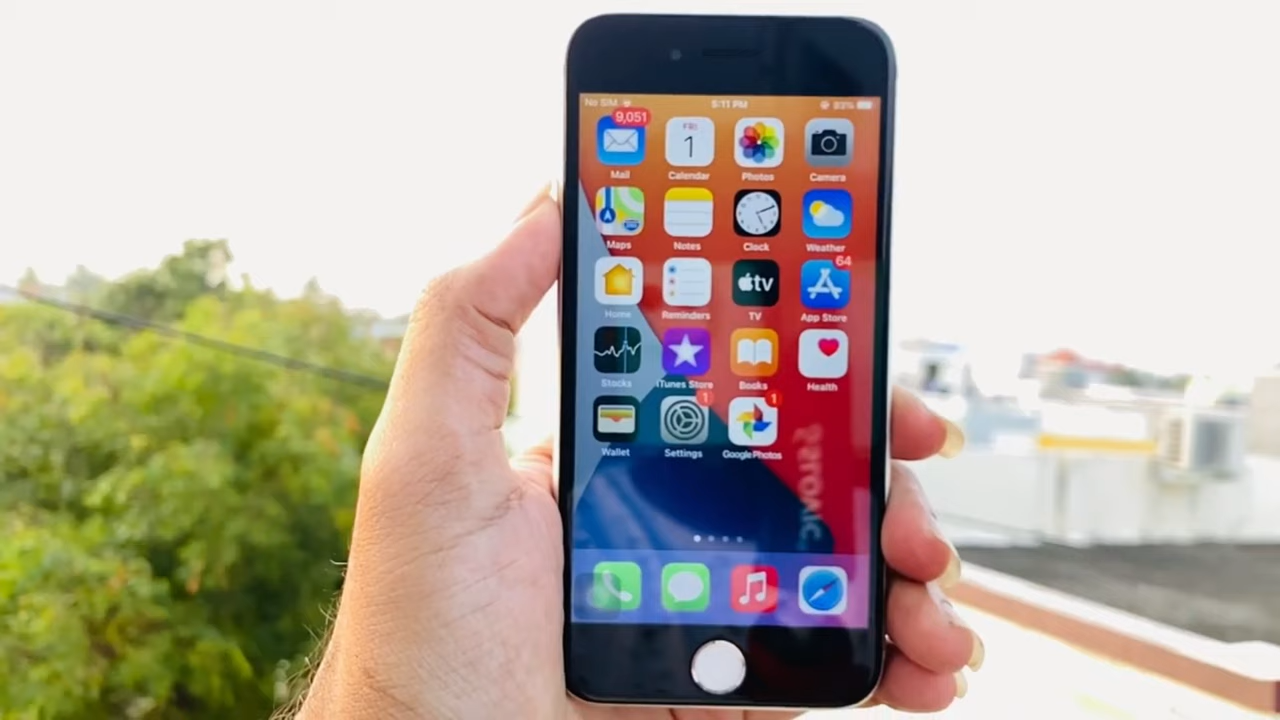 No SIM 5:11 PM 93%
9,051
FRI
1
Mail Calendar Photos Camera
Maps Notes Clock Weather
64
tv
Home Reminders TV App Store
Stocks iTunes Store Books Health
1 1
Wallet Settings Google Photos